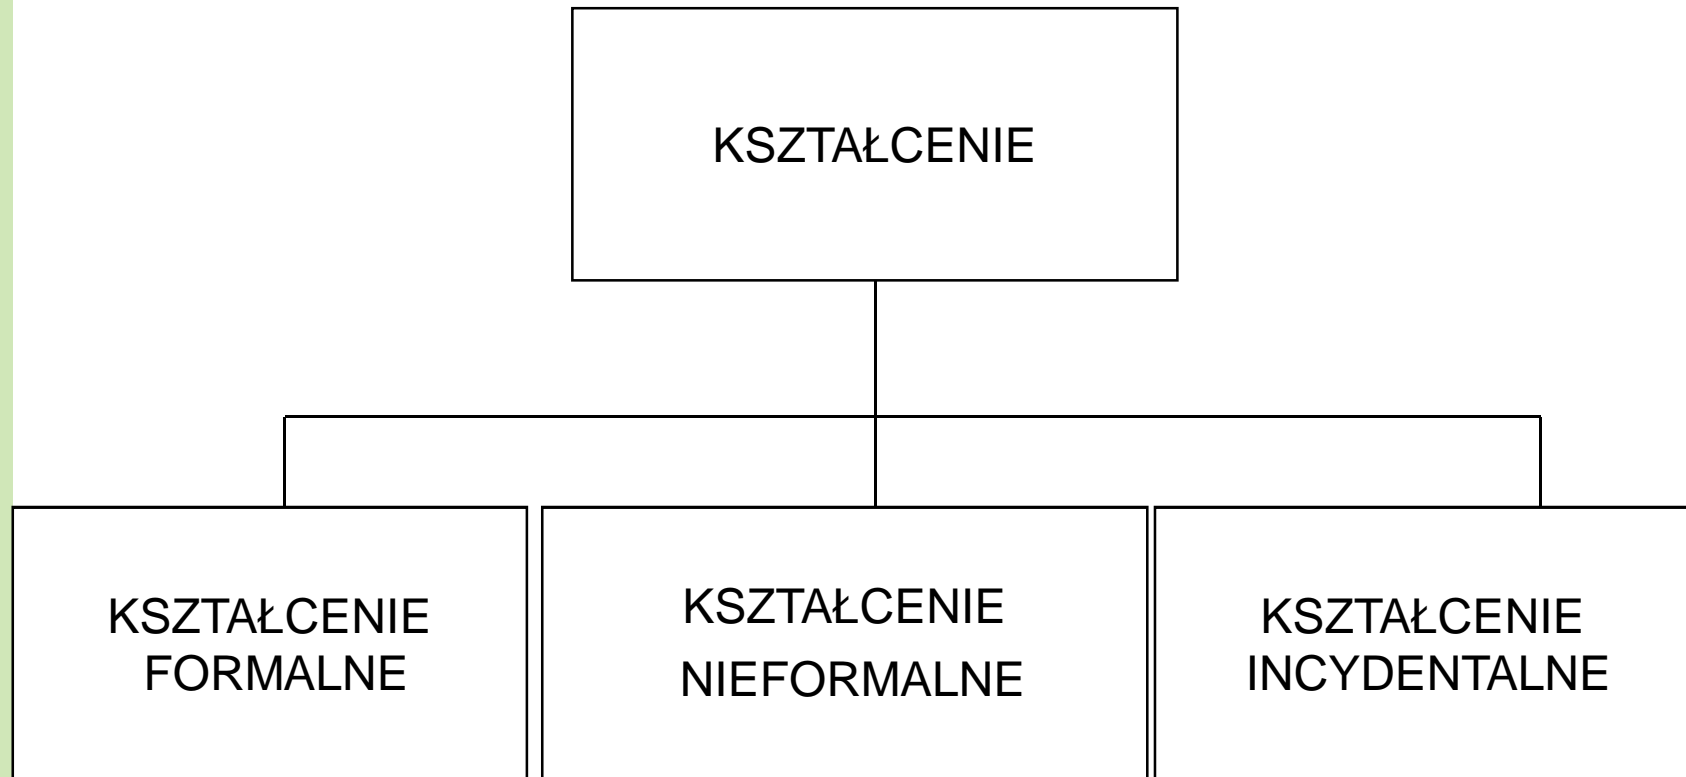 KSZTAŁCENIE
KSZTAŁCENIE
FORMALNE
KSZTAŁCENIE
NIEFORMALNE
KSZTAŁCENIE
INCYDENTALNE